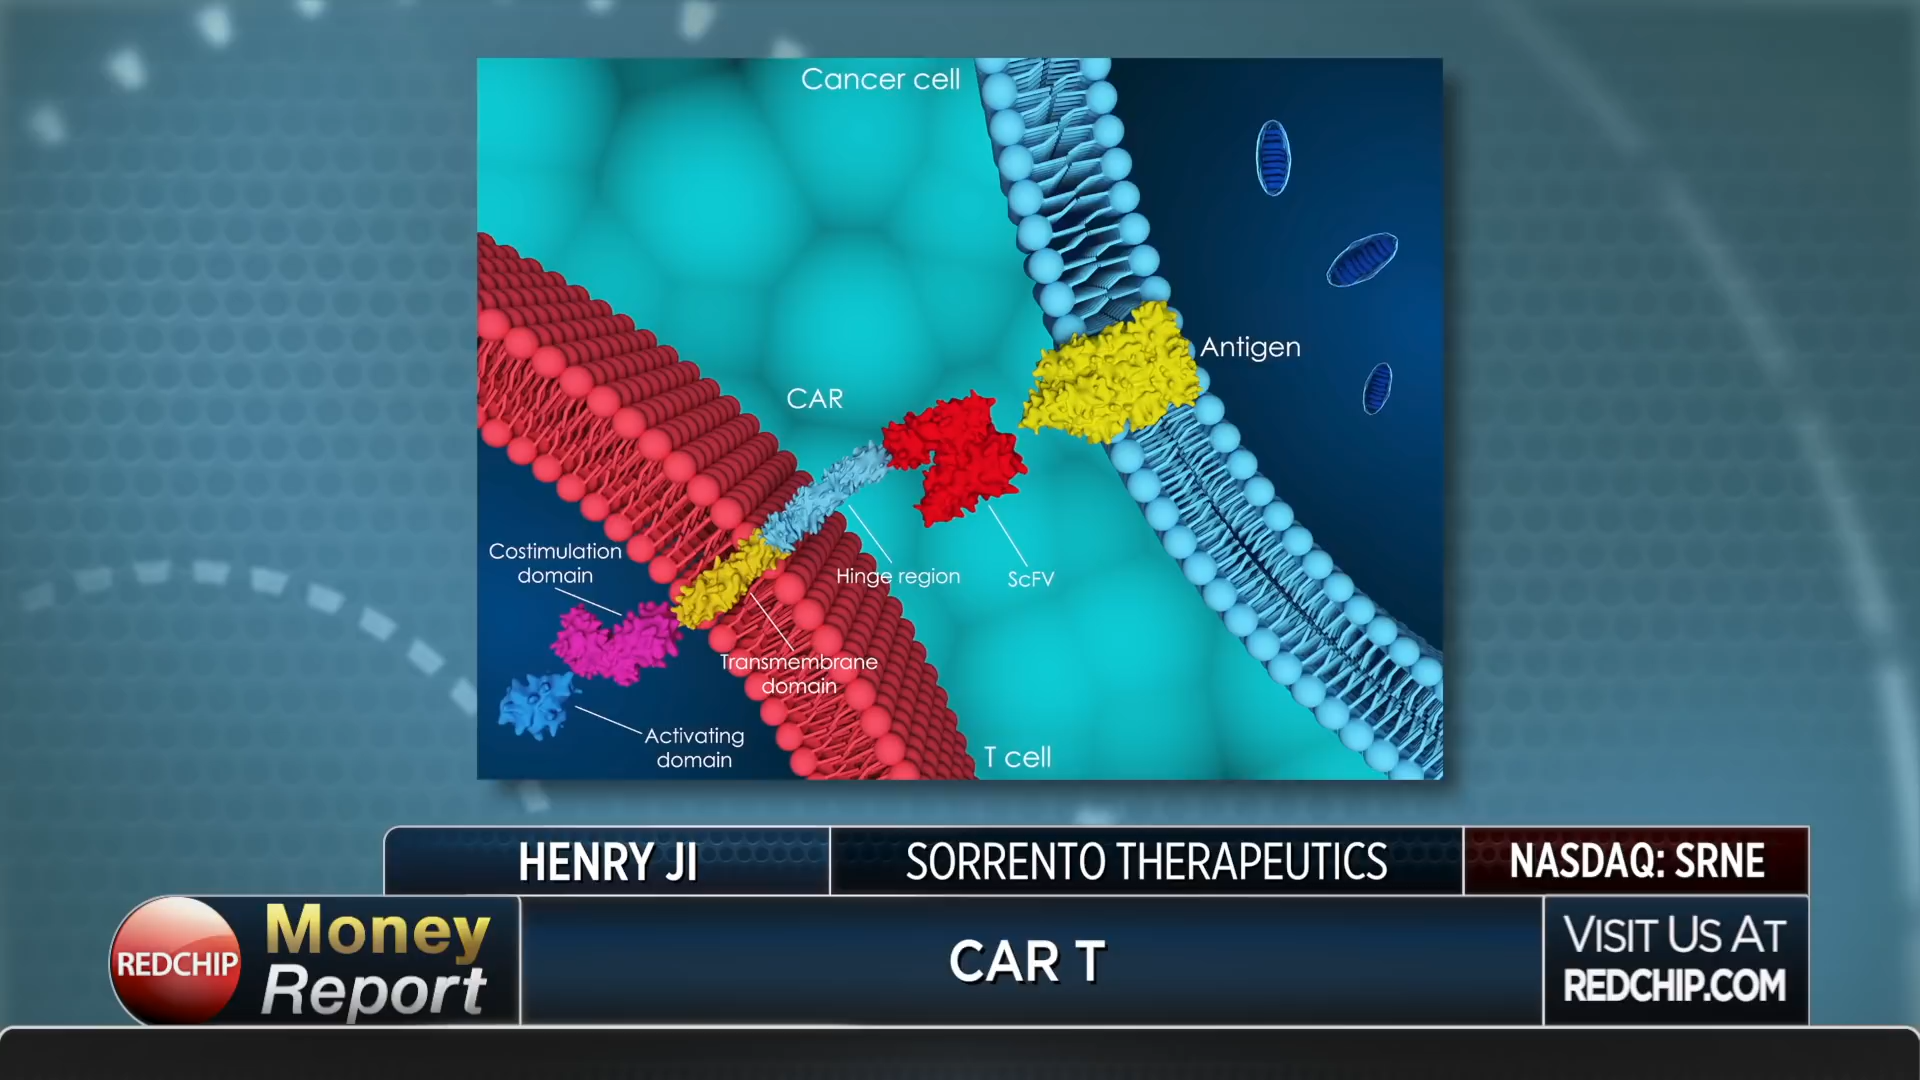 Cancer cell
Antigen
CAR
Costimulation
domain
Hinge region
ScFV
Transmembrane
domain
Activating
domain
T cell
HENRY JI
SORRENTO THERAPEUTICS
NASDAQ: SRNE
REDCHIP
Money
Report
CAR T
VISIT US AT
REDCHIP.COM